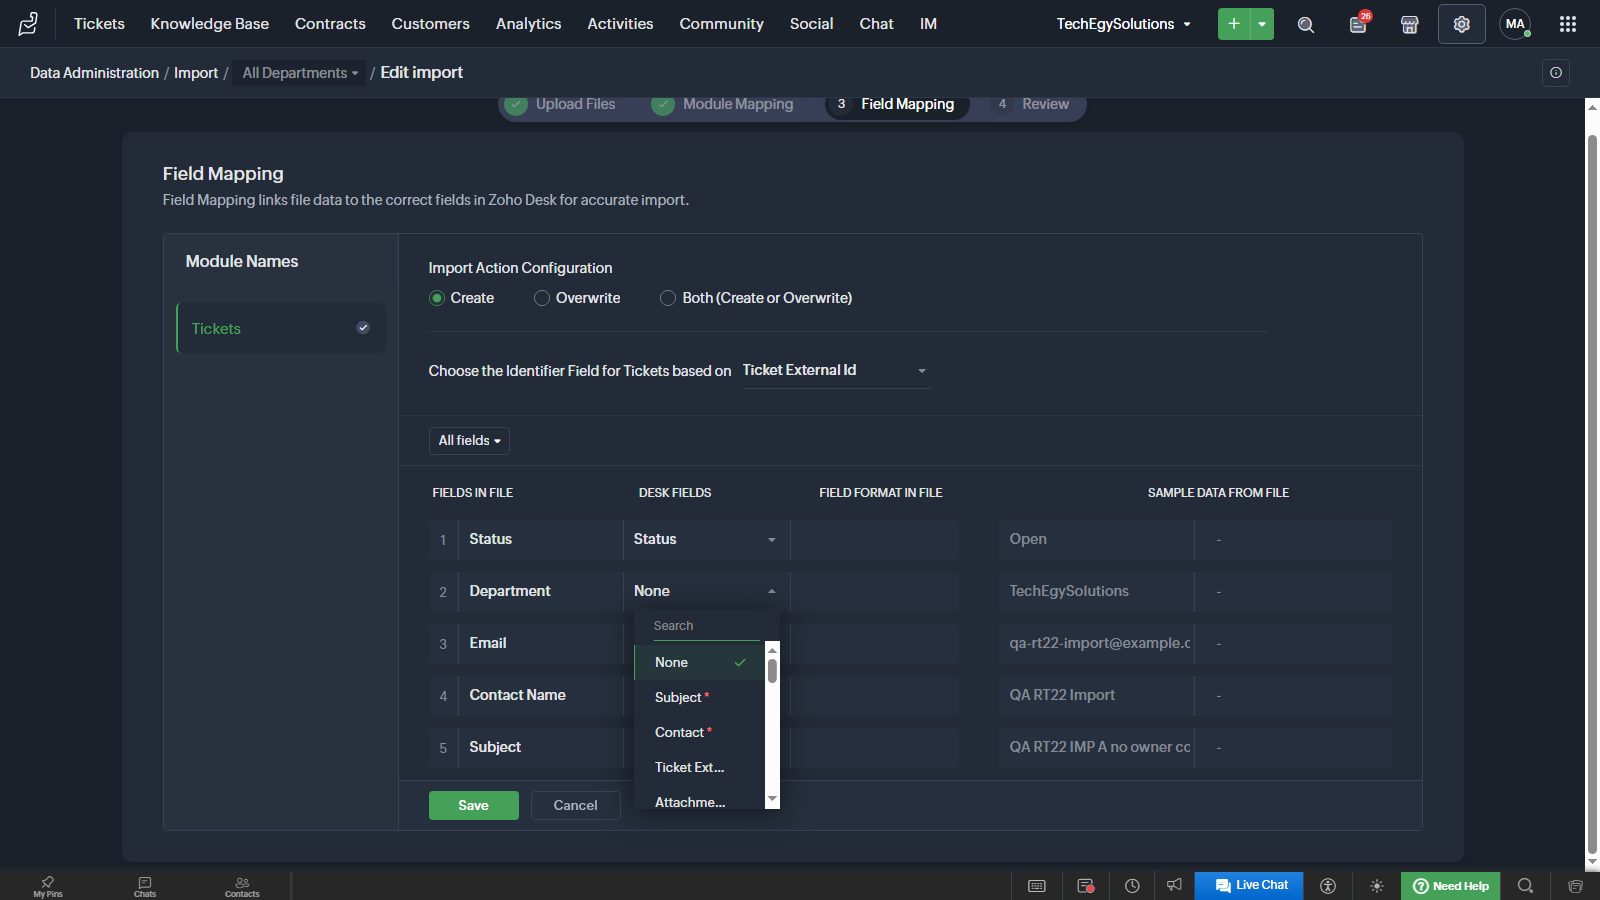 Tickets Knowledge Base Contracts Customers Analytics Activities Community Social Chat IM TechEgySolutions 26 MA
Data Administration / Import / All Departments / Edit import
Upload Files Module Mapping 3 Field Mapping 4 Review
Field Mapping
Field Mapping links file data to the correct fields in Zoho Desk for accurate import.
Module Names
Tickets
Import Action Configuration
Create Overwrite Both (Create or Overwrite)
Choose the Identifier Field for Tickets based on Ticket External Id
All fields
FIELDS IN FILE DESK FIELDS FIELD FORMAT IN FILE SAMPLE DATA FROM FILE
1 Status Status Open -
2 Department None TechEgySolutions -
Search
3 Email qa-rt22-import@example.c -
None
4 Contact Name QA RT22 Import -
Subject *
Contact *
5 Subject QA RT22 IMP A no owner co -
Ticket Ext...
Attachme...
Save Cancel
My Pins Chats Contacts Live Chat Need Help